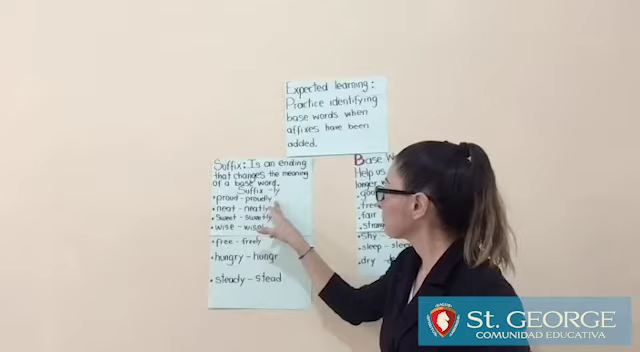 Expected learning:
Practice identifying
base words when
affixes have been
added.
Suffix: Is an ending
that changes the meaning
of a base word.
Suffix -ly
• proud - proudly
• neat - neatly
• Sweet - sweetly
• wise - wisel
• free - freely
• hungry - hungr
• steady - stead
Base W
Help us
longer
fair
• shy -
• sleep - slee
• dry - d
St. GEORGE
COMUNIDAD EDUCATIVA